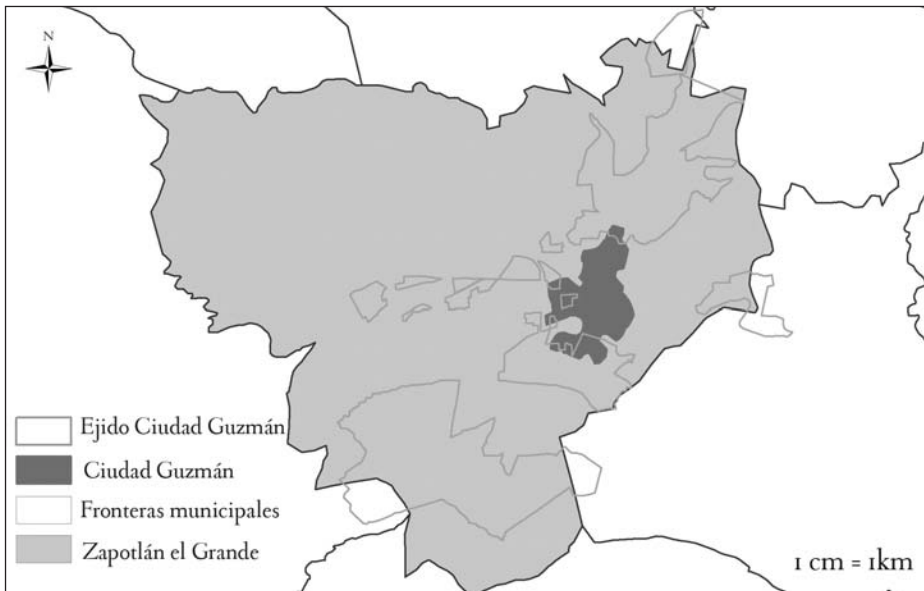 N
Ejido Ciudad Guzmán
Ciudad Guzmán
Fronteras municipales
Zapotlán el Grande
1 cm = 1km